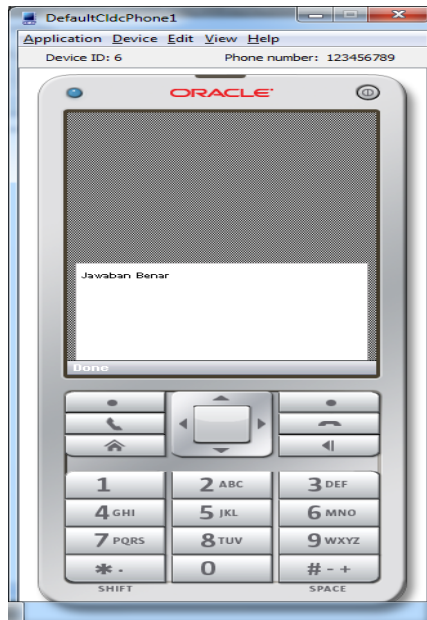 DefaultCldcPhone1
Application Device Edit View Help
Device ID: 6 Phone number: 123456789
ORACLE
Jawaban Benar
Done
1 2 ABC 3 DEF
4 GHI 5 JKL 6 MNO
7 PQRS 8 TUV 9 WXYZ
* . 0 # - +
SHIFT SPACE